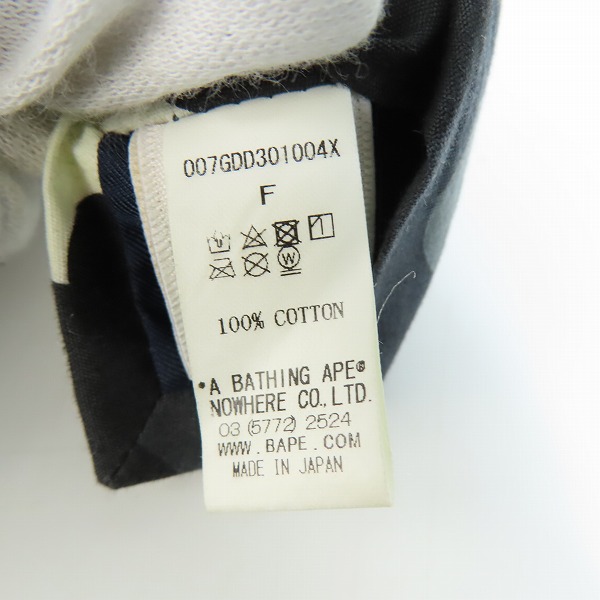 007GDD301004X
F
W
100% COTTON
*A BATHING APE®
NOWHERE CO.,LTD.
03 (5772) 2524
WWW.BAPE.COM
MADE IN JAPAN